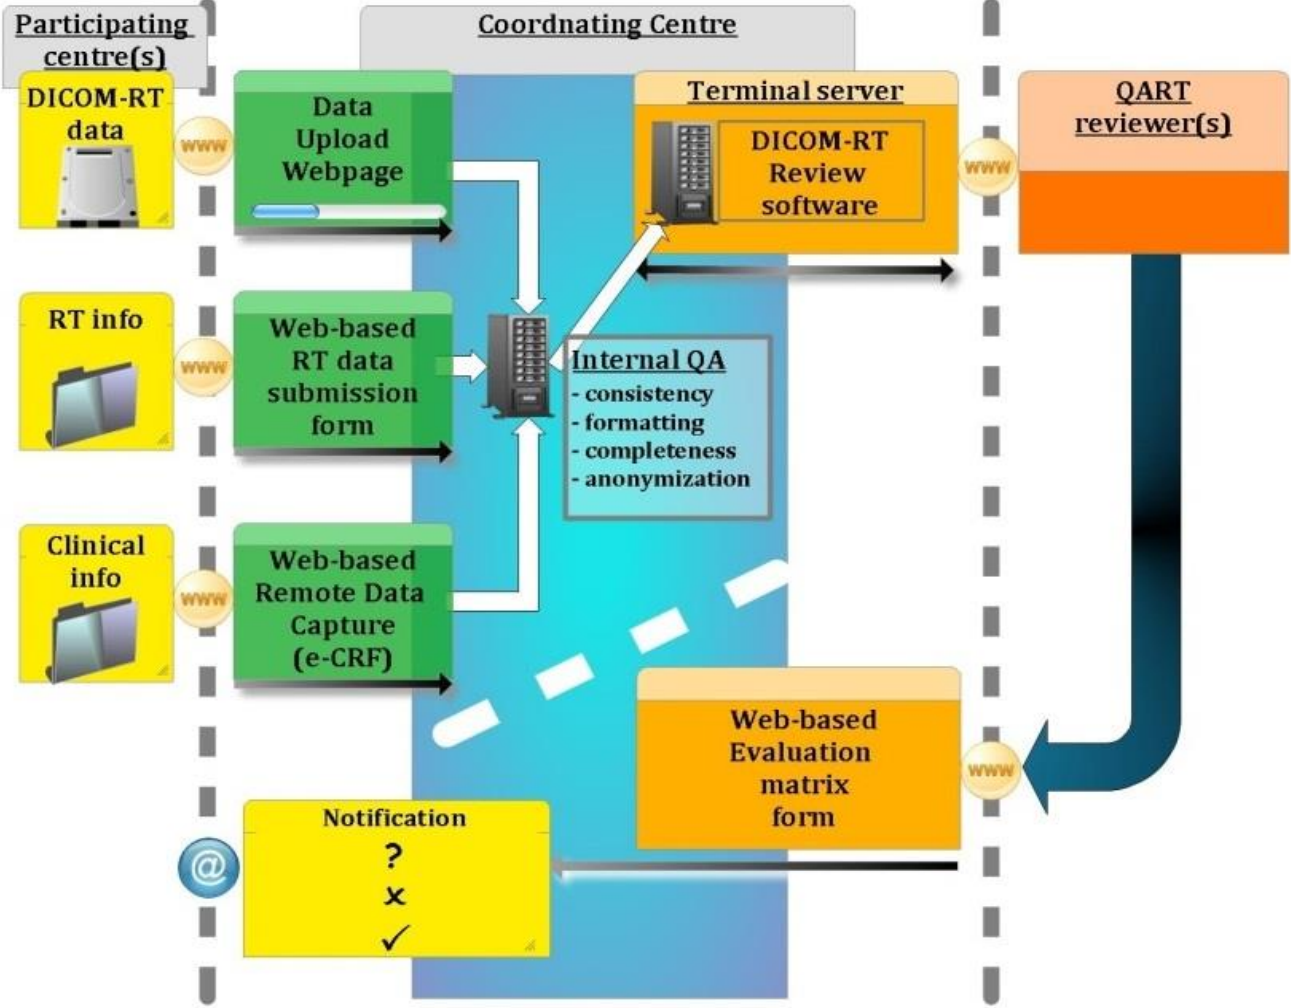 Participating
centre(s)
Coordnating Centre
DICOM-RT
data
www
Data
Upload
Webpage
Terminal server
DICOM-RT
Review
software
www
QART
reviewer(s)
RT info
www
Web-based
RT data
submission
form
Internal QA
- consistency
- formatting
- completeness
- anonymization
Clinical
info
www
Web-based
Remote Data
Capture
(e-CRF)
Web-based
Evaluation
matrix
form
www
@
Notification
?
x
✓